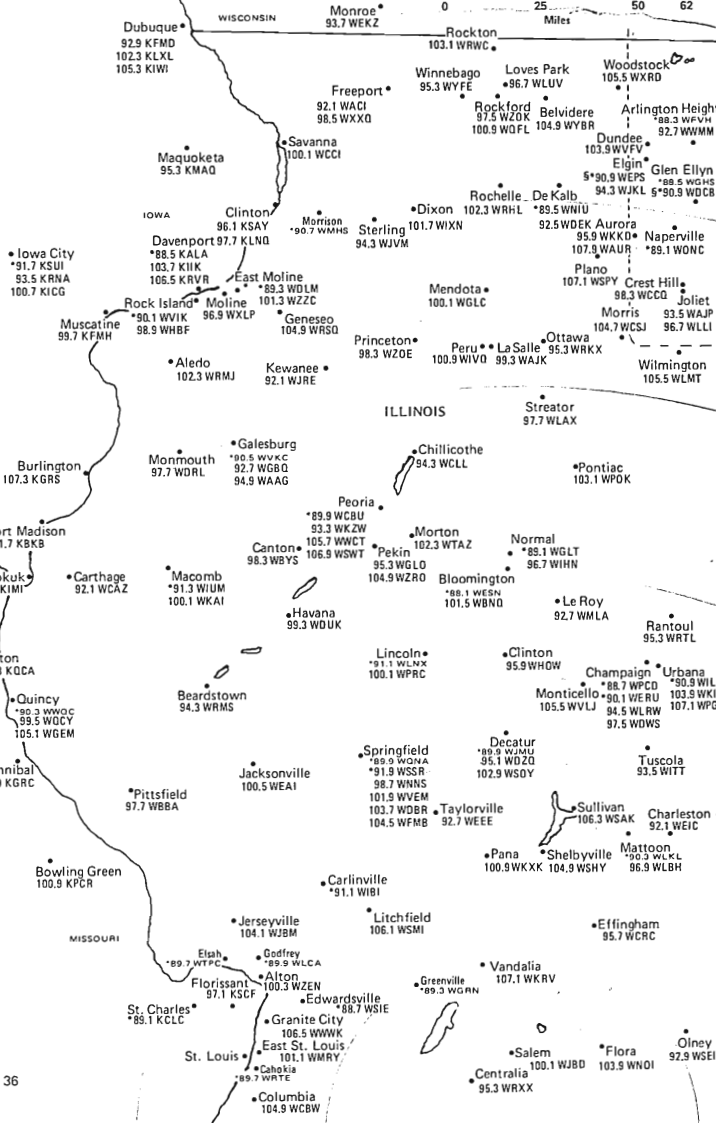 WISCONSIN
Monroe
93.7 WEKZ
0 25 50 62
Miles
Dubuque
92.9 KFMD
102.3 KLXL
105.3 KIWI
Rockton
103.1 WRWC
Winnebago
95.3 WYFE
Loves Park
*96.7 WLUV
Woodstock
105.5 WXRD
Freeport
92.1 WACI
98.5 WXXQ
Rockford
97.5 WZOK
100.9 WQFL
Belvidere
104.9 WYBR
Arlington Heigh
*88.3 WFVH
92.7 WWMM
Savanna
100.1 WCCI
Dundee
103.9 WVFV
Maquoketa
95.3 KMAQ
Elgin
§*90.9 WEPS
94.3 WJKL
Glen Ellyn
*88.5 WGHS
§*90.9 WDCB
Rochelle
102.3 WRHL
De Kalb
*89.5 WNIU
92.5 WDEK
IOWA
Clinton
96.1 KSAY
97.7 KLNQ
Morrison
*90.7 WMHS
Sterling
94.3 WJVM
Dixon
101.7 WIXN
Aurora
95.9 WKKD
107.9 WAUR
Naperville
*89.1 WONC
Iowa City
*91.7 KSUI
93.5 KRNA
100.7 KICG
Davenport
*88.5 KALA
103.7 KIIK
106.5 KRVR
East Moline
*89.3 WDLM
101.3 WZZC
Plano
107.1 WSPY
Crest Hill
98.3 WCCQ
Joliet
93.5 WAJP
96.7 WLLI
Mendota
100.1 WGLC
Rock Island
*90.1 WVIK
98.9 WHBF
Moline
96.9 WXLP
Geneseo
104.9 WRSQ
Muscatine
99.7 KFMH
Morris
104.7 WCSJ
Princeton
98.3 WZOE
Peru
100.9 WIVQ
La Salle
99.3 WAJK
Ottawa
95.3 WRKX
Aledo
102.3 WRMJ
Kewanee
92.1 WJRE
Wilmington
105.5 WLMT
ILLINOIS
Streator
97.7 WLAX
Burlington
107.3 KGRS
Monmouth
97.7 WDRL
Galesburg
*90.5 WVKC
92.7 WGBQ
94.9 WAAG
Chillicothe
94.3 WCLL
Pontiac
103.1 WPOK
Peoria
*89.9 WCBU
93.3 WKZW
105.7 WWCT
106.9 WSWT
rt Madison
1.7 KBKB
Canton
98.3 WBYS
Pekin
95.3 WGLO
104.9 WZRO
Morton
102.3 WTAZ
Normal
*89.1 WGLT
96.7 WIHN
okuk
KIMI
Carthage
92.1 WCAZ
Macomb
*91.3 WIUM
100.1 WKAI
Bloomington
*88.1 WESN
101.5 WBNQ
Le Roy
92.7 WMLA
Havana
99.3 WDUK
Rantoul
95.3 WRTL
ton
KQCA
Lincoln
*91.1 WLNX
100.1 WPRC
Clinton
95.9 WHOW
Champaign
*88.7 WPCD
*90.1 WERU
94.5 WLRW
97.5 WDWS
Urbana
*90.9 WIL
103.9 WKI
107.1 WPG
Monticello
105.5 WVLJ
Quincy
*90.3 WWQC
99.5 WQCY
105.1 WGEM
Beardstown
94.3 WRMS
Decatur
*89.9 WJMU
95.1 WDZQ
102.9 WSOY
nnibal
KGRC
Springfield
*89.9 WQNA
*91.9 WSSR
98.7 WNNS
101.9 WVEM
103.7 WDBR
104.5 WFMB
Jacksonville
100.5 WEAI
Tuscola
93.5 WITT
Pittsfield
97.7 WBBA
Taylorville
92.7 WEEE
Sullivan
106.3 WSAK
Charleston
92.1 WEIC
Mattoon
*90.3 WLKL
96.9 WLBH
Pana
100.9 WKXK
Shelbyville
104.9 WSHY
Bowling Green
100.9 KPCR
Carlinville
*91.1 WIBI
Jerseyville
104.1 WJBM
Litchfield
106.1 WSMI
Effingham
95.7 WCRC
MISSOURI
Elsah
*89.7 WTPC
Godfrey
*89.9 WLCA
Vandalia
107.1 WKRV
Alton
100.3 WZEN
Florissant
97.1 KSCF
Greenville
*89.3 WGRN
St. Charles
*89.1 KCLC
Edwardsville
*88.7 WSIE
Granite City
106.5 WWWK
St. Louis
East St. Louis
101.1 WMRY
Cahokia
*89.7 WRTE
Salem
100.1 WJBD
Flora
103.9 WNOI
Olney
92.9 WSEI
Centralia
95.3 WRXX
Columbia
104.9 WCBW
36